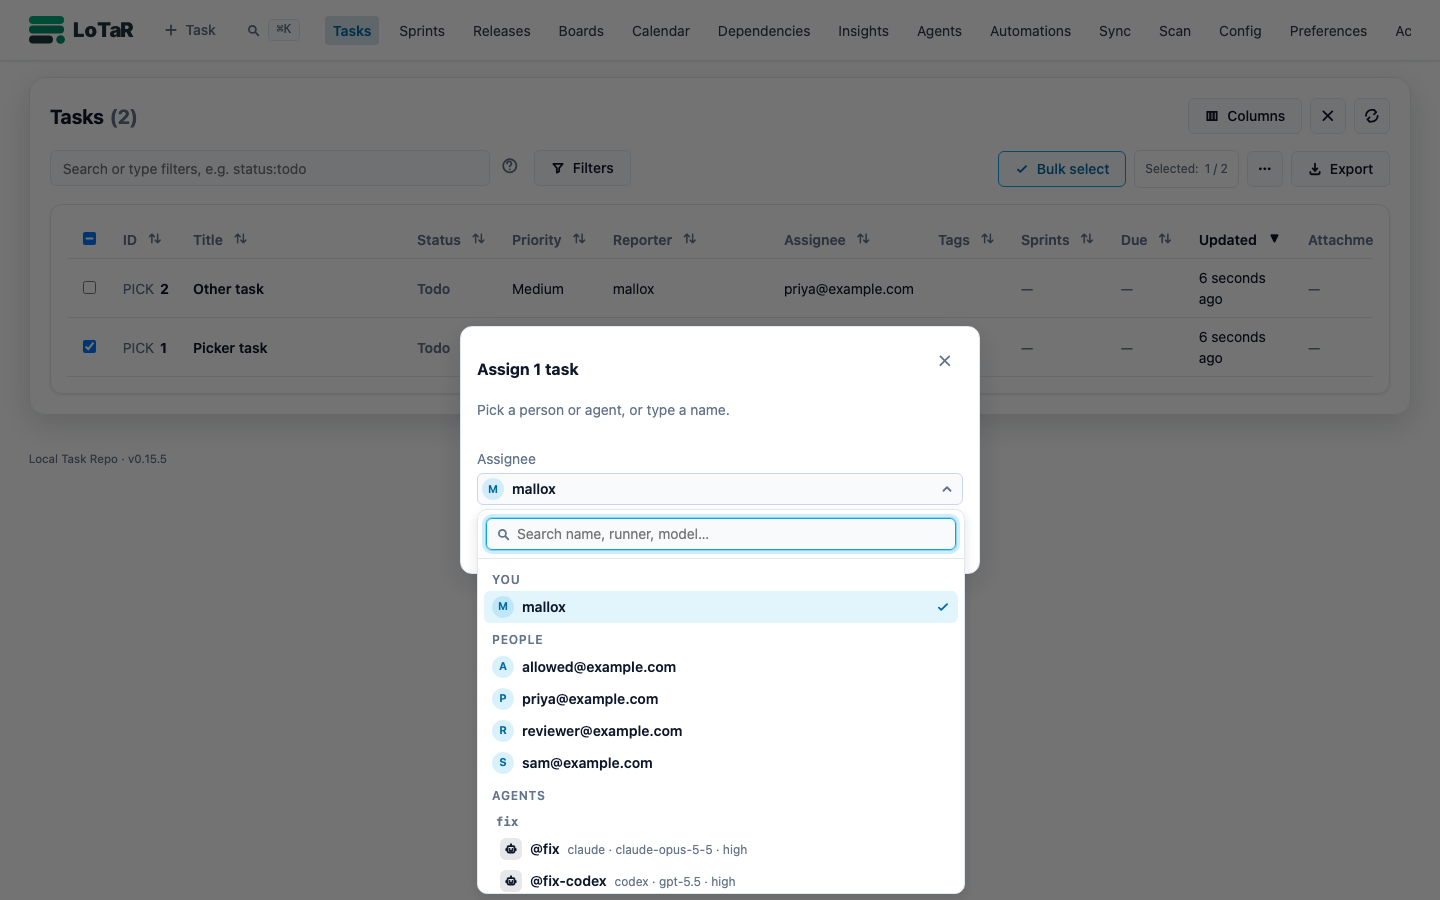 LoTaR
Task
⌘K
Tasks
Sprints
Releases
Boards
Calendar
Dependencies
Insights
Agents
Automations
Sync
Scan
Config
Preferences
Ac
Tasks (2)
Columns
Search or type filters, e.g. status:todo
Filters
Bulk select
Selected: 1 / 2
Export
ID Title Status Priority Reporter Assignee Tags Sprints Due Updated ▼ Attachme
PICK 2 Other task Todo Medium mallox priya@example.com — — 6 seconds ago —
PICK 1 Picker task Todo — — 6 seconds ago —
Assign 1 task
Pick a person or agent, or type a name.
Assignee
M mallox
Search name, runner, model...
YOU
M mallox
PEOPLE
A allowed@example.com
P priya@example.com
R reviewer@example.com
S sam@example.com
AGENTS
fix
@fix claude · claude-opus-5-5 · high
@fix-codex codex · gpt-5.5 · high
Local Task Repo · v0.15.5